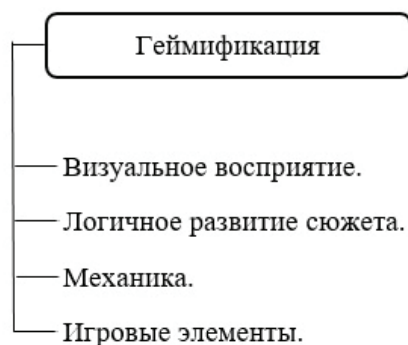 Геймификация
Визуальное восприятие.
Логичное развитие сюжета.
Механика.
Игровые элементы.